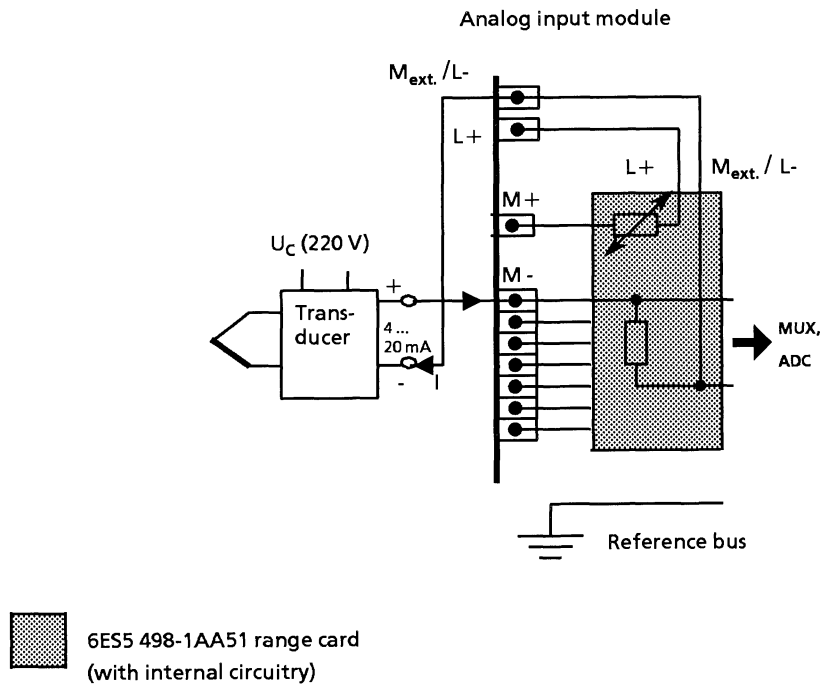 Analog input module
Mext. /L-
L+
L+
Mext. / L-
M+
UC (220 V)
M-
+
Trans-
ducer
4 ...
20 mA
-
I
MUX,
ADC
Reference bus
6ES5 498-1AA51 range card
(with internal circuitry)